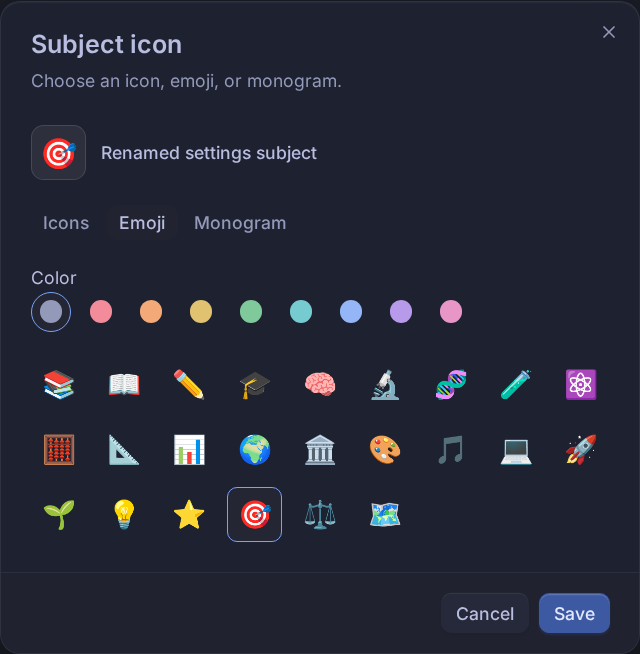 Subject icon
Choose an icon, emoji, or monogram.
Renamed settings subject
Icons Emoji Monogram
Color
Cancel Save